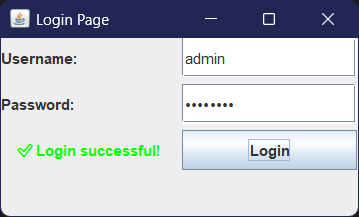 Login Page
Username: admin
Password: ••••••••
✅ Login successful! Login